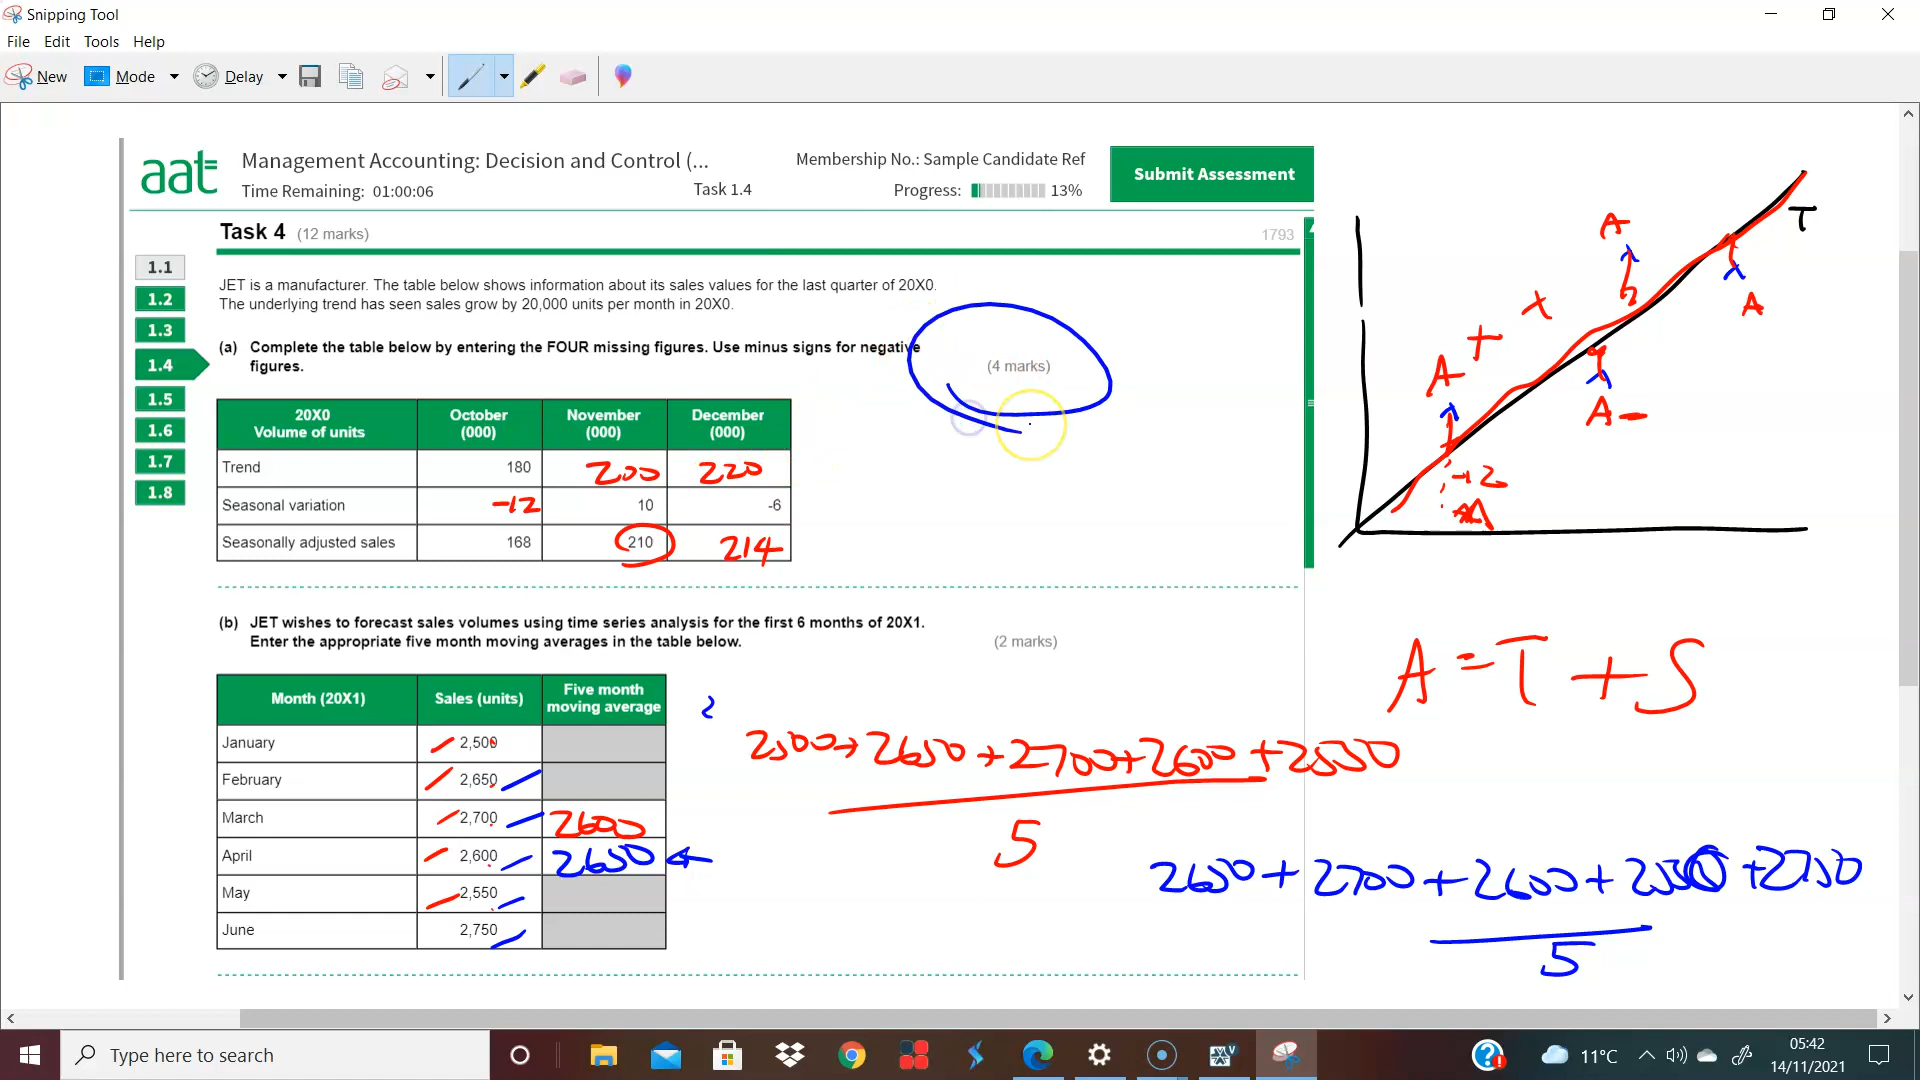 Snipping Tool
File Edit Tools Help
New Mode Delay
aat
Management Accounting: Decision and Control (...
Membership No.: Sample Candidate Ref
Submit Assessment
Time Remaining: 01:00:06
Task 1.4
Progress: 13%
Task 4 (12 marks)
1793
1.1
1.2
1.3
1.4
1.5
1.6
1.7
1.8
JET is a manufacturer. The table below shows information about its sales values for the last quarter of 20X0.
The underlying trend has seen sales grow by 20,000 units per month in 20X0.
(a) Complete the table below by entering the FOUR missing figures. Use minus signs for negative
figures.
(4 marks)
20X0 Volume of units October (000) November (000) December (000)
Trend 180 200 220
Seasonal variation -12 10 -6
Seasonally adjusted sales 168 210 214
(b) JET wishes to forecast sales volumes using time series analysis for the first 6 months of 20X1.
Enter the appropriate five month moving averages in the table below.
(2 marks)
Month (20X1) Sales (units) Five month moving average
January 2,500
February 2,650
March 2,700 2600
April 2,600 2650
May 2,550
June 2,750
T
A
A
A + +
A -
-12
A = T + S
2500+2650+2700+2600+2550
5
2650+2700+2600+2550+2750
5
Type here to search
11°C
05:42
14/11/2021